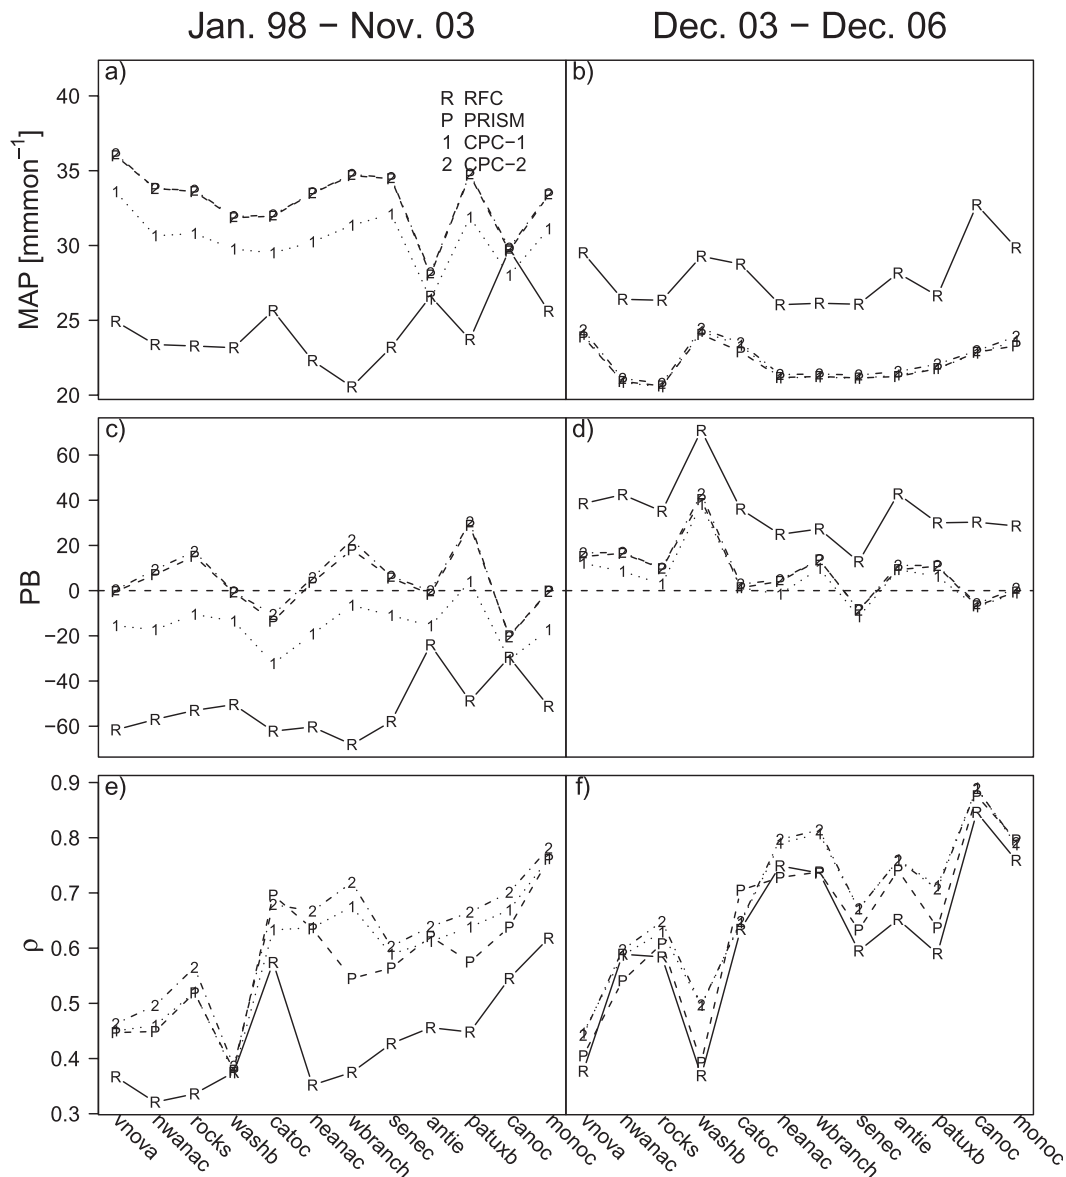 Jan. 98 − Nov. 03
Dec. 03 − Dec. 06
a)
b)
R RFC
P PRISM
1 CPC−1
2 CPC−2
MAP [mmmon−1]
40
35
30
25
20
c)
d)
PB
60
40
20
0
−20
−40
−60
e)
f)
ρ
0.9
0.8
0.7
0.6
0.5
0.4
0.3
vnova
nwanac
rocks
washb
catoc
neanac
wbranch
senec
antie
patuxb
canoc
monoc
vnova
nwanac
rocks
washb
catoc
neanac
wbranch
senec
antie
patuxb
canoc
monoc